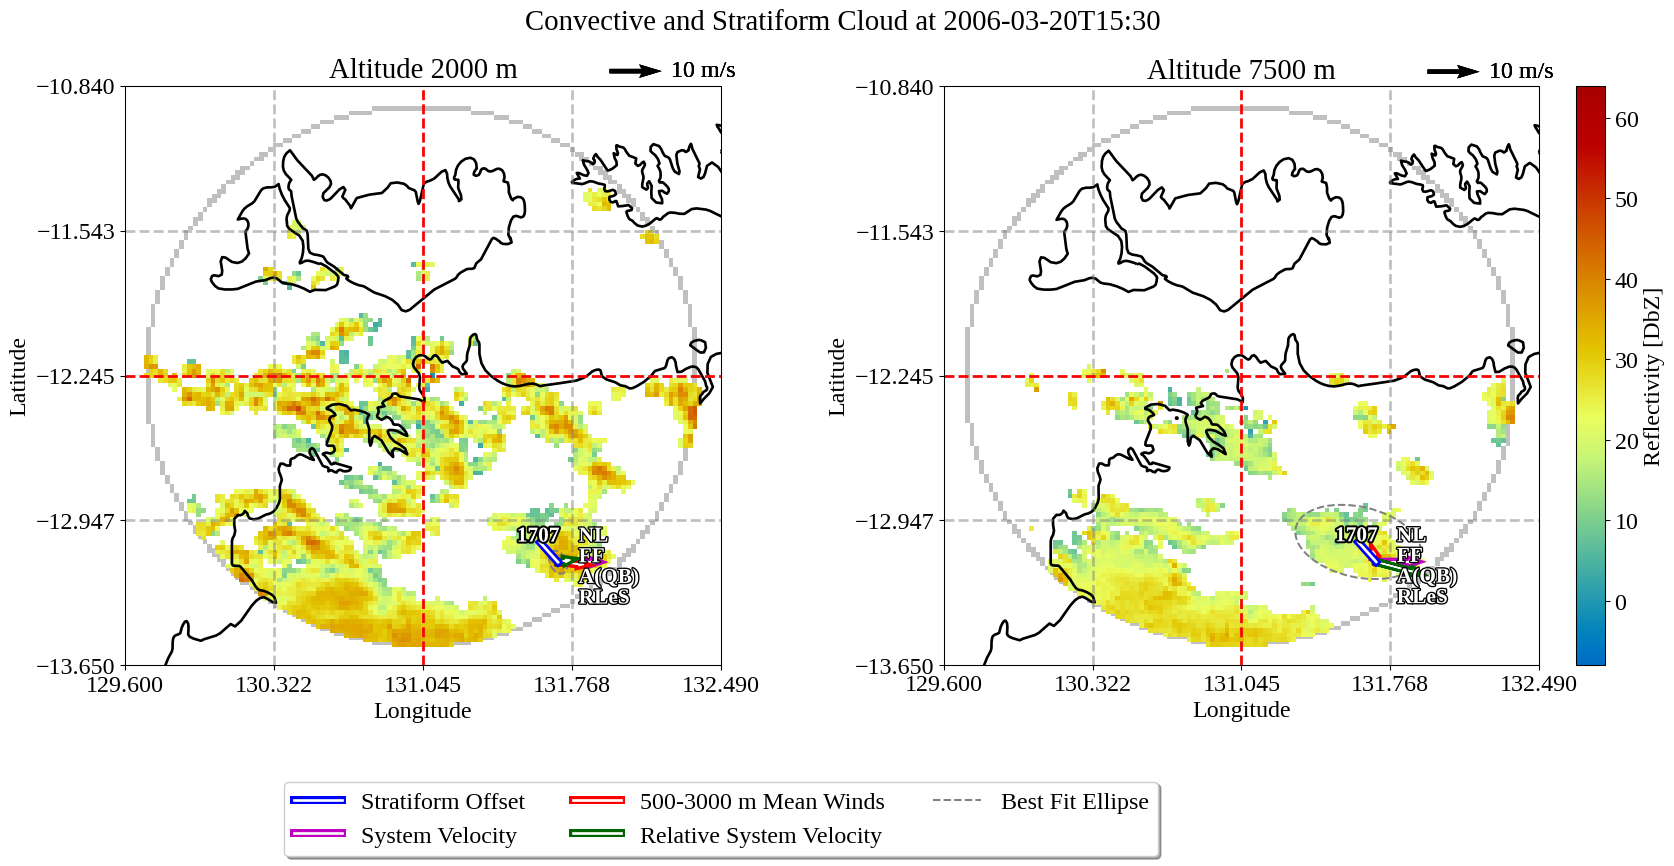 Convective and Stratiform Cloud at 2006-03-20T15:30
Altitude 2000 m
10 m/s
−10.840
−11.543
−12.245
−12.947
−13.650
Latitude
129.600
130.322
131.045
131.768
132.490
Longitude
1707
NL
FF
A(QB)
RLeS
Altitude 7500 m
10 m/s
−10.840
−11.543
−12.245
−12.947
−13.650
Latitude
129.600
130.322
131.045
131.768
132.490
Longitude
1707
NL
FF
A(QB)
RLeS
60
50
40
30
20
10
0
Reflectivity [DbZ]
Stratiform Offset
System Velocity
500-3000 m Mean Winds
Relative System Velocity
Best Fit Ellipse